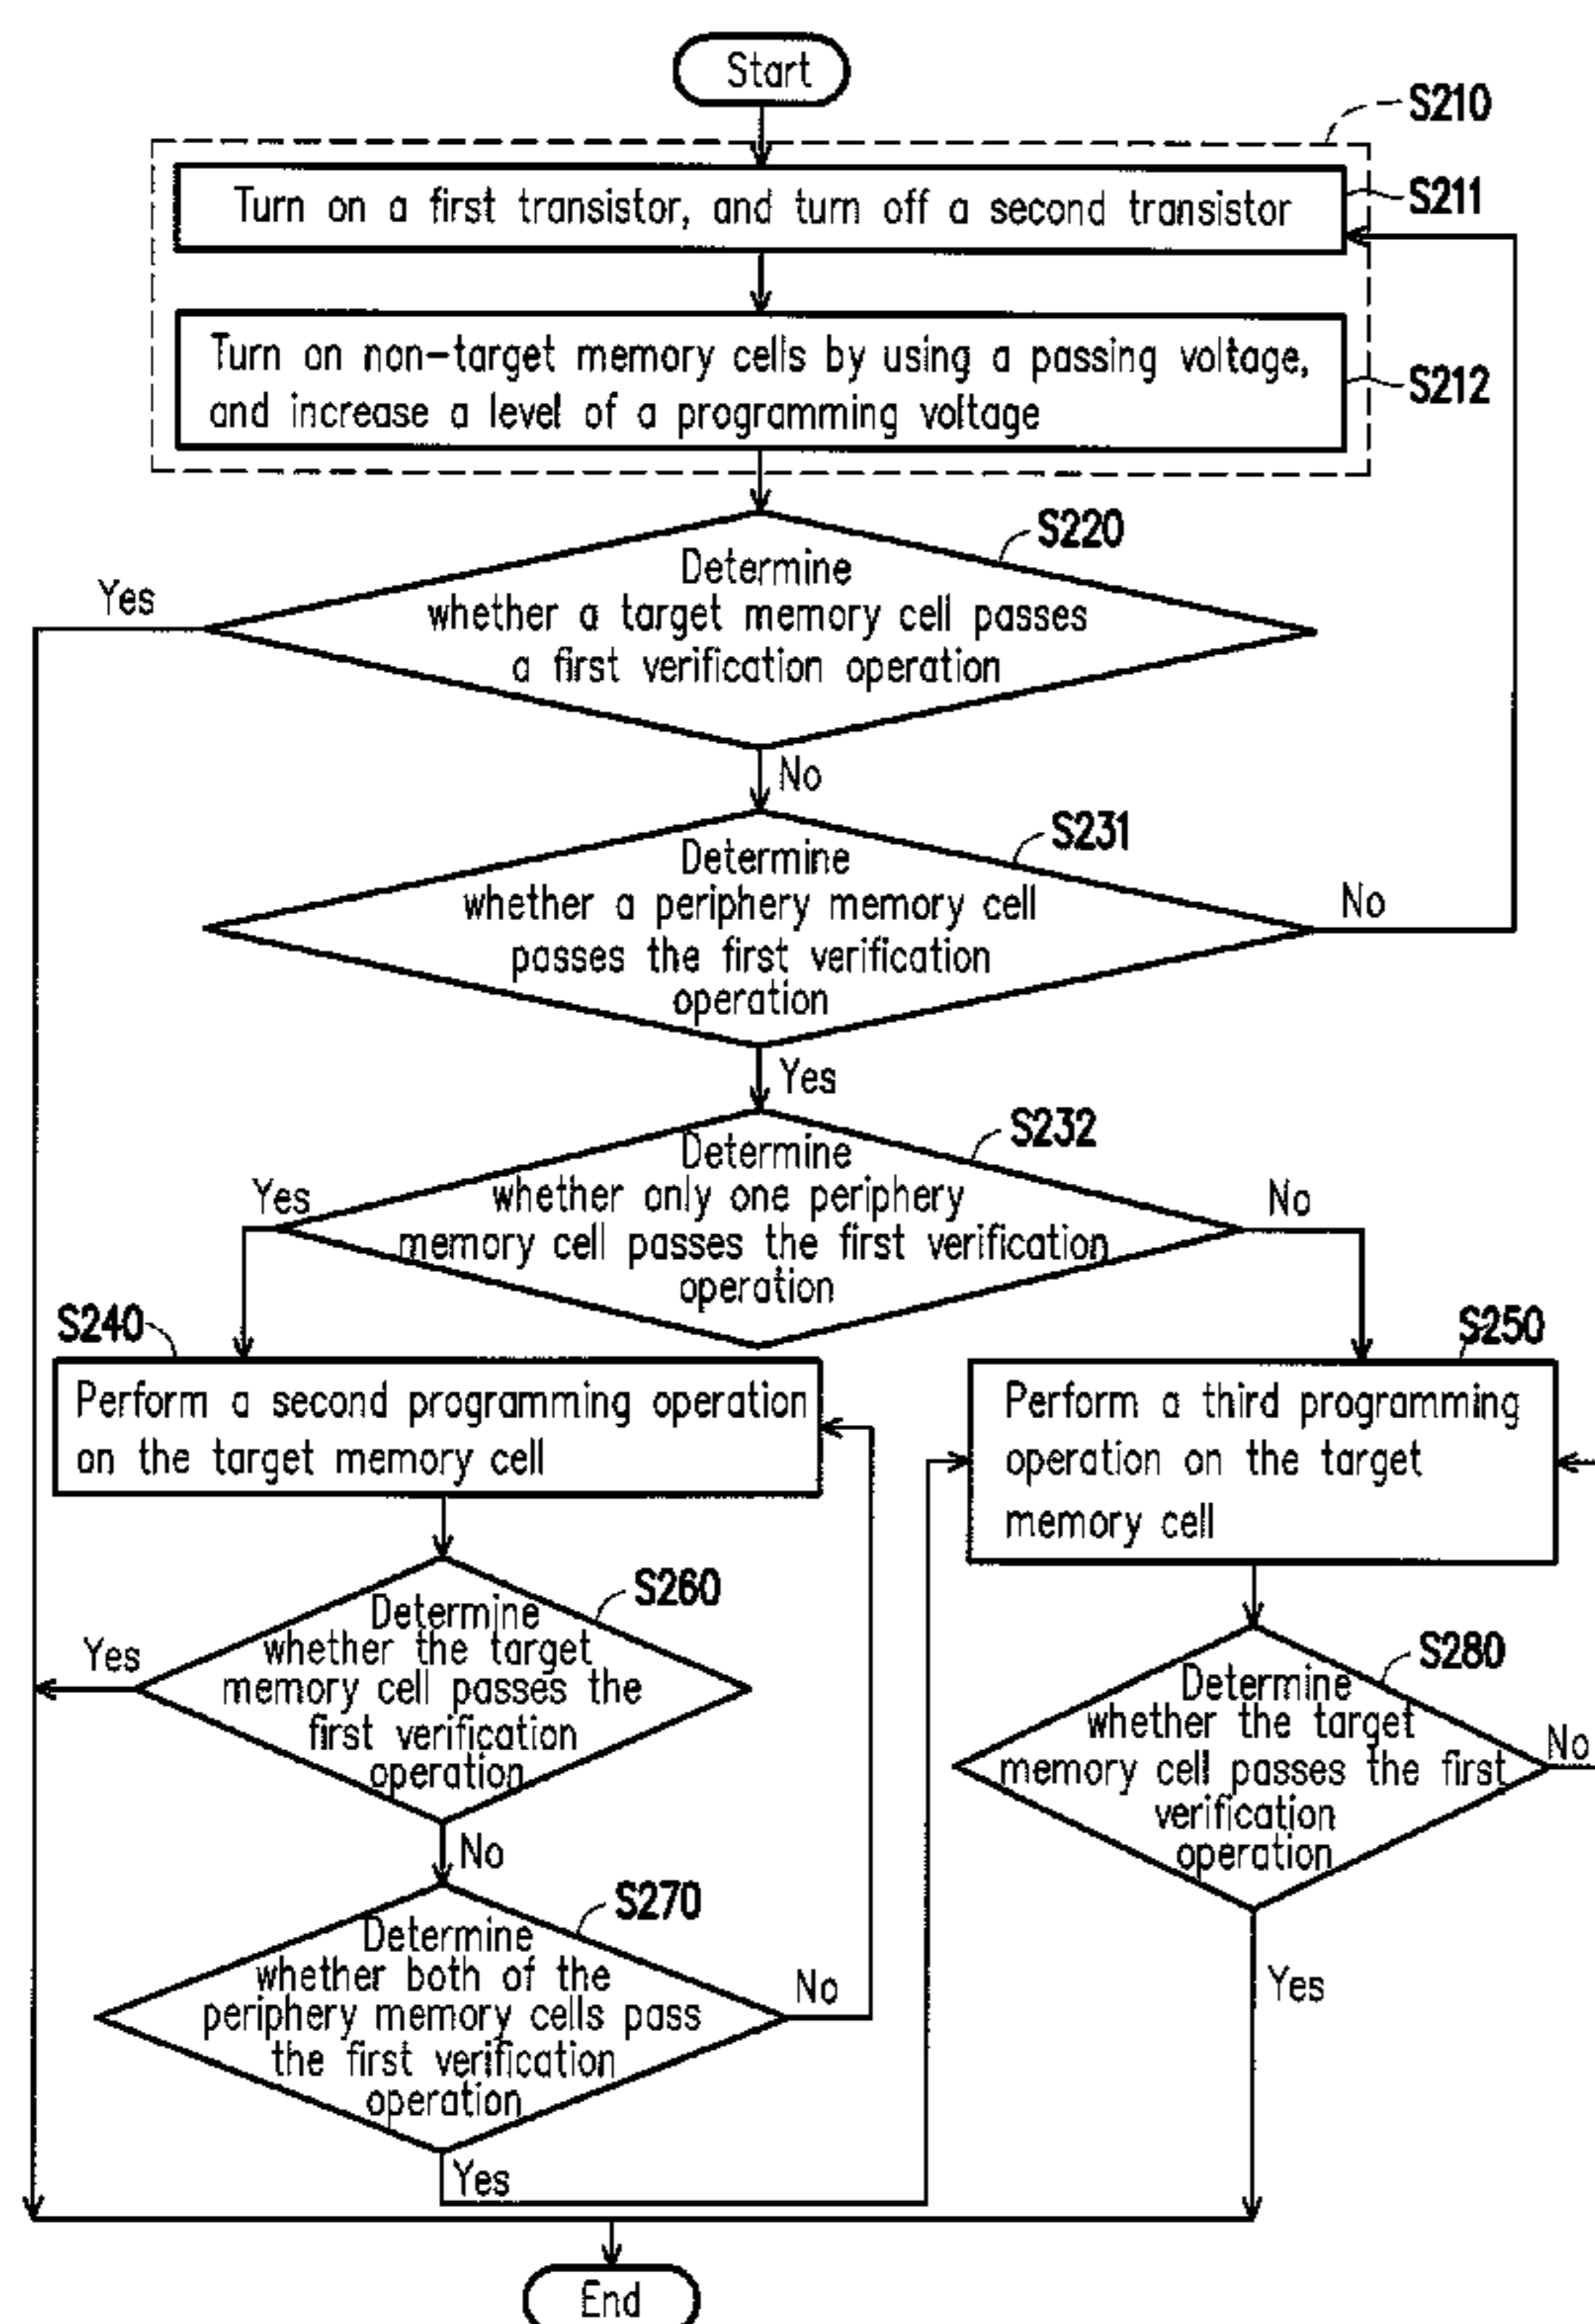 Start
S210
Turn on a first transistor, and turn off a second transistor
S211
Turn on non-target memory cells by using a passing voltage,
and increase a level of a programming voltage
S212
S220
Determine
whether a target memory cell passes
a first verification operation
Yes
No
S231
Determine
whether a periphery memory cell
passes the first verification
operation
No
Yes
S232
Determine
whether only one periphery
memory cell passes the first verification
operation
Yes
No
S240
Perform a second programming operation
on the target memory cell
S250
Perform a third programming
operation on the target
memory cell
S260
Determine
whether the target
memory cell passes the
first verification
operation
Yes
No
S280
Determine
whether the target
memory cell passes the first
verification
operation
No
Yes
S270
Determine
whether both of the
periphery memory cells pass
the first verification
operation
No
Yes
End